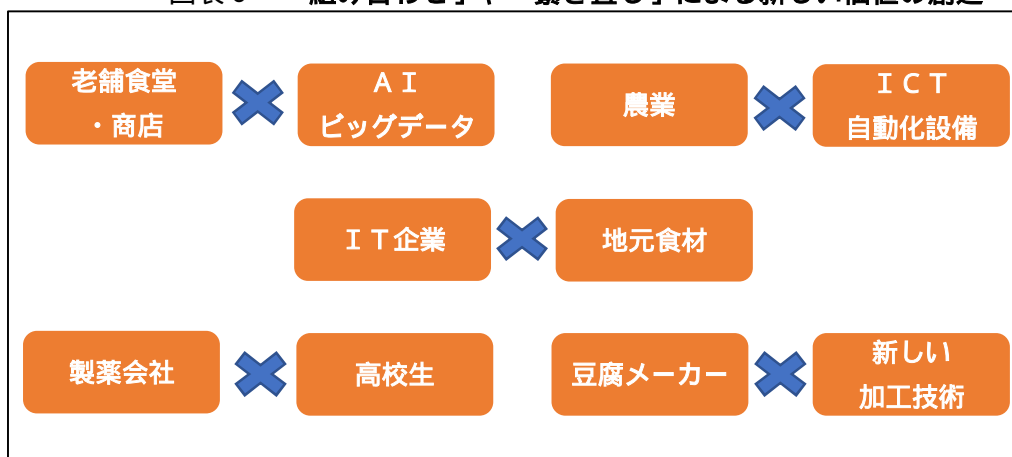 老舗食堂
・商店
ＡＩ
ビッグデータ
農業
ＩＣＴ
自動化設備
ＩＴ企業
地元食材
製薬会社
高校生
豆腐メーカー
新しい
加工技術